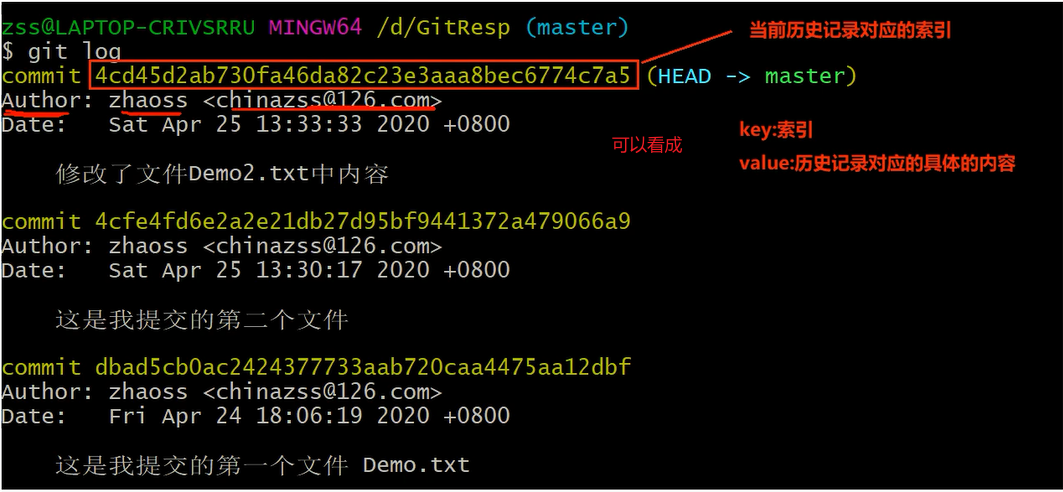 zss@LAPTOP-CRIVSRRU MINGW64 /d/GitResp (master)
$ git log
当前历史记录对应的索引
commit 4cd45d2ab730fa46da82c23e3aaa8bec6774c7a5 (HEAD -> master)
Author: zhaoss <chinazss@126.com>
Date:   Sat Apr 25 13:33:33 2020 +0800
可以看成
key:索引
value:历史记录对应的具体的内容
修改了文件Demo2.txt中内容
commit 4cfe4fd6e2a2e21db27d95bf9441372a479066a9
Author: zhaoss <chinazss@126.com>
Date:   Sat Apr 25 13:30:17 2020 +0800
这是我提交的第二个文件
commit dbad5cb0ac2424377733aab720caa4475aa12dbf
Author: zhaoss <chinazss@126.com>
Date:   Fri Apr 24 18:06:19 2020 +0800
这是我提交的第一个文件 Demo.txt